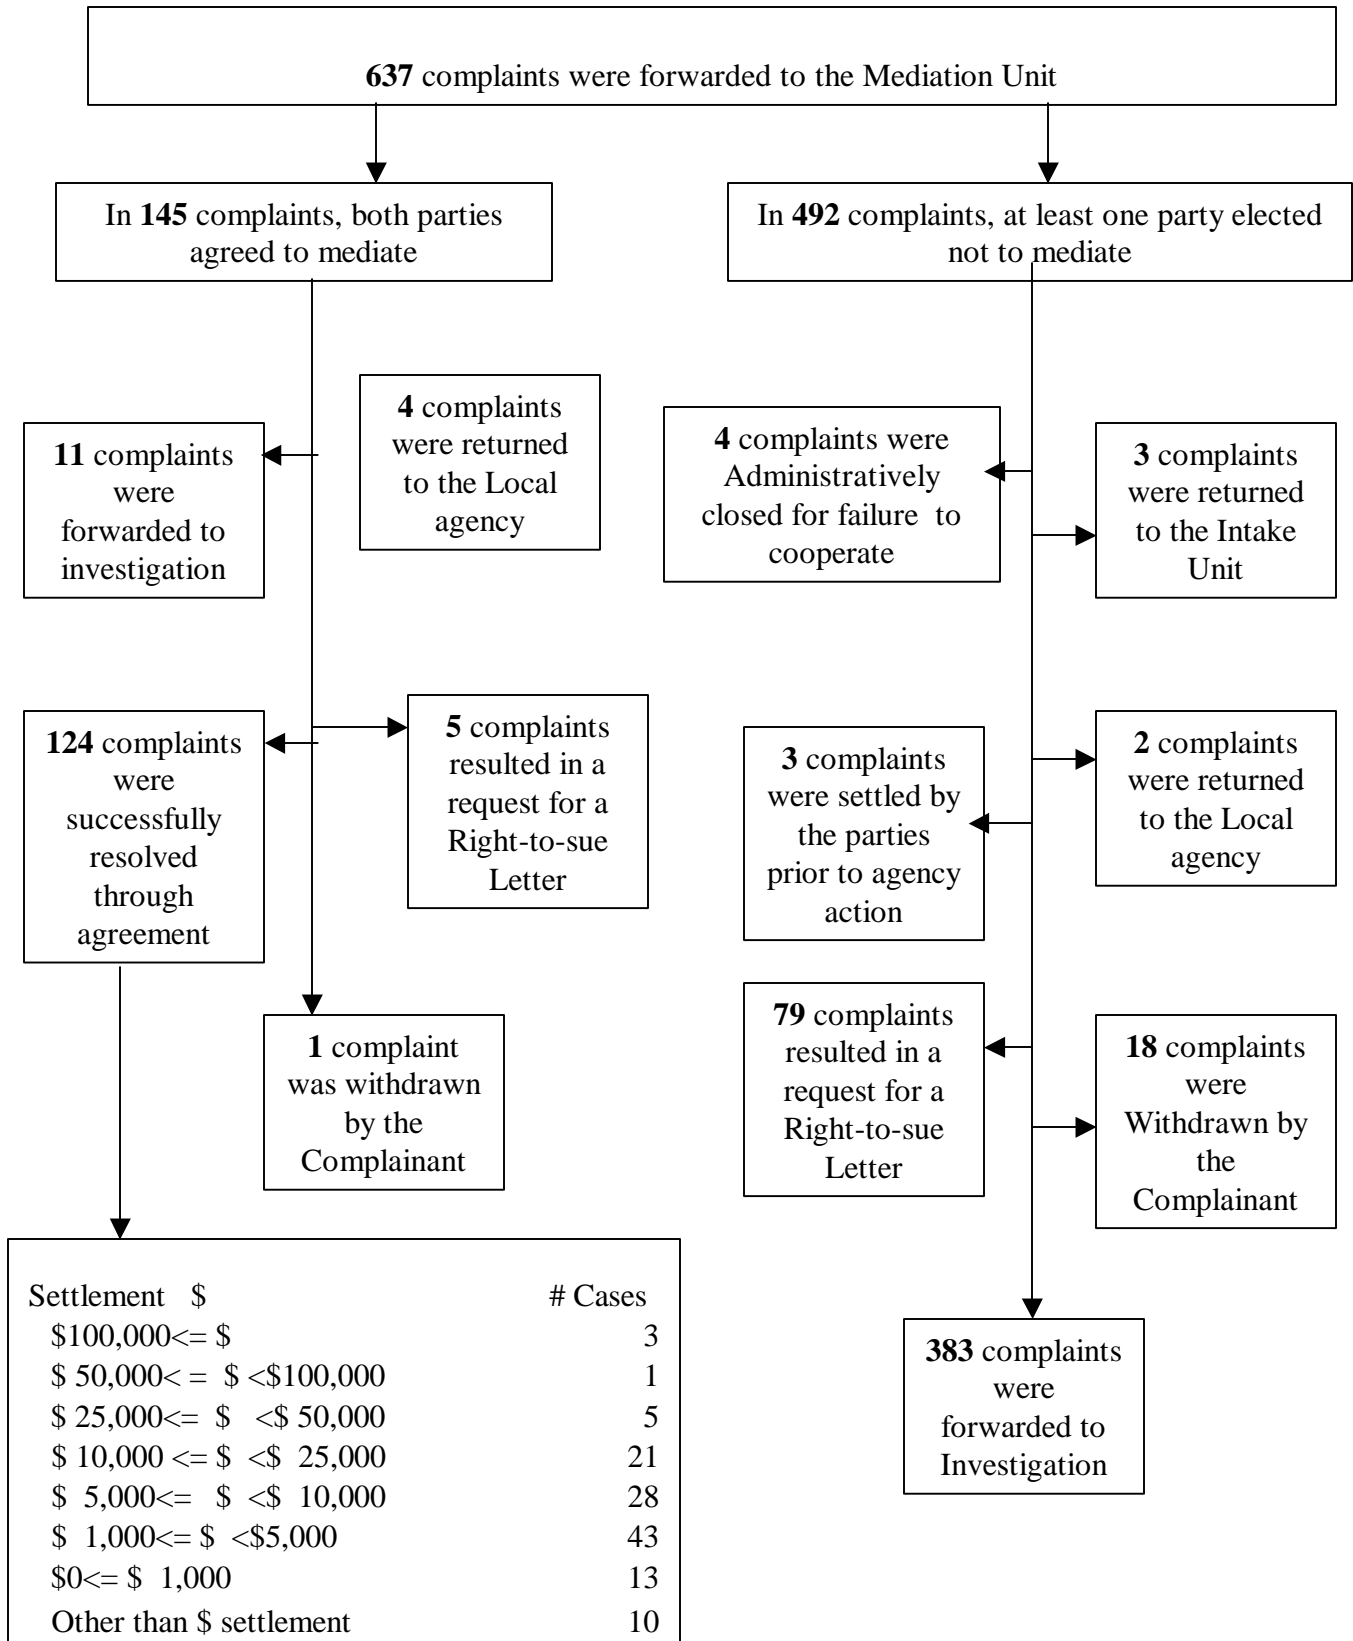 637 complaints were forwarded to the Mediation Unit
In 145 complaints, both parties
agreed to mediate
In 492 complaints, at least one party elected
not to mediate
11 complaints
were
forwarded to
investigation
4 complaints
were returned
to the Local
agency
4 complaints were
Administratively
closed for failure  to
cooperate
3 complaints
were returned
to the Intake
Unit
124 complaints
were
successfully
resolved
through
agreement
5 complaints
resulted in a
request for a
Right-to-sue
Letter
3 complaints
were settled by
the parties
prior to agency
action
2 complaints
were returned
to the Local
agency
1 complaint
was withdrawn
by the
Complainant
79 complaints
resulted in a
request for a
Right-to-sue
Letter
18 complaints
were
Withdrawn by
the
Complainant
383 complaints
were
forwarded to
Investigation
Settlement   $ # Cases
$100,000<= $ 3
$ 50,000< =  $ <$100,000 1
$ 25,000<=  $   <$ 50,000 5
$ 10,000 <= $  <$  25,000 21
$  5,000<=   $  <$  10,000 28
$  1,000<= $  <$5,000 43
$0<= $  1,000 13
Other than $ settlement 10